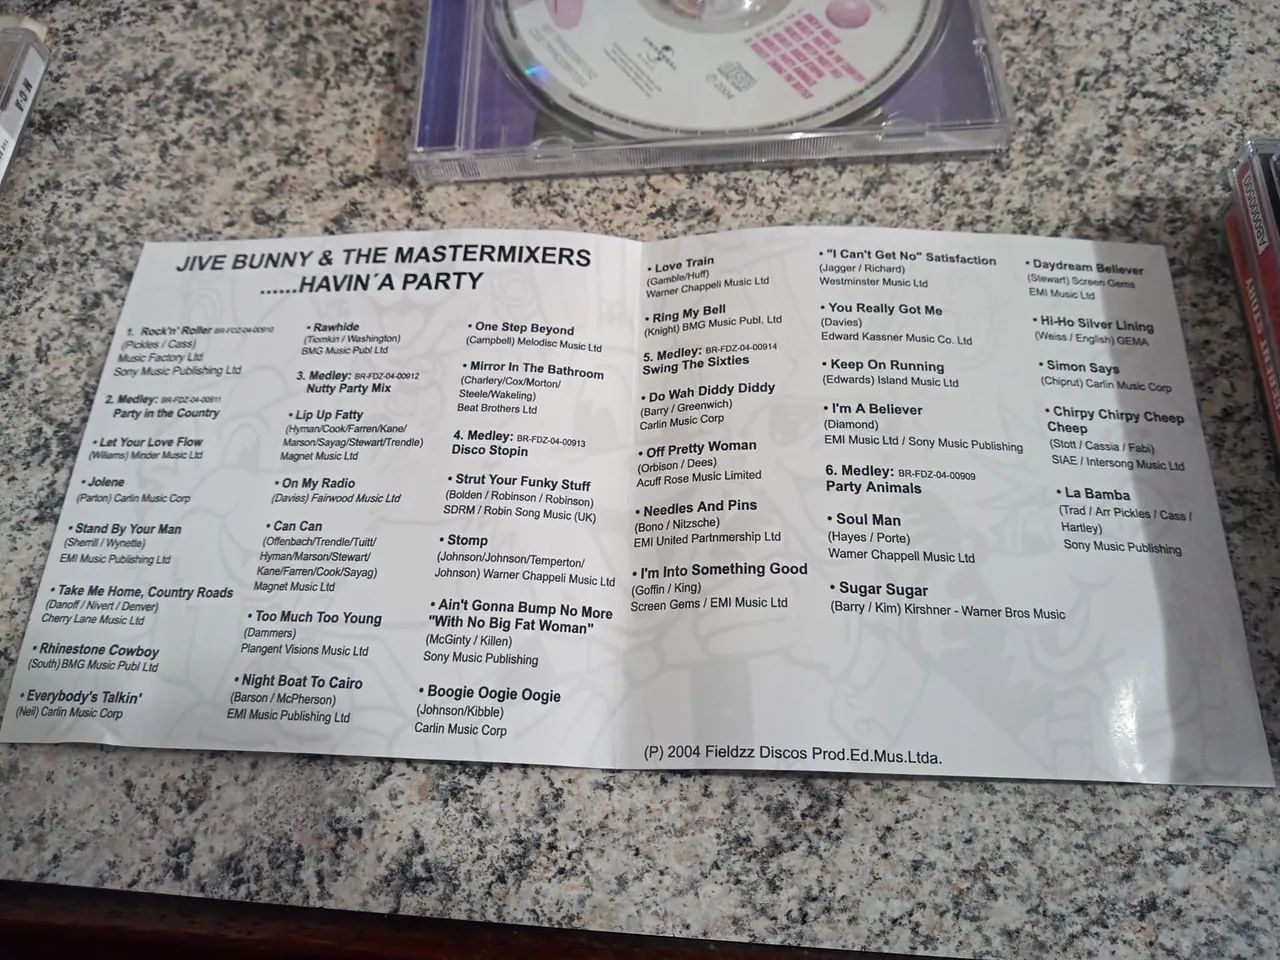 JIVE BUNNY & THE MASTERMIXERS
......HAVIN´A PARTY
1. Rock'n' Roller BR-FDZ-04-00910
(Pickles / Cass)
Music Factory Ltd
Sony Music Publishing Ltd
2. Medley: BR-FDZ-04-00911
Party in the Country
• Let Your Love Flow
(Williams) Minder Music Ltd
• Jolene
(Parton) Carlin Music Corp
• Stand By Your Man
(Sherrill / Wynette)
EMI Music Publishing Ltd
• Take Me Home, Country Roads
(Danoff / Nivert / Denver)
Cherry Lane Music Ltd
• Rhinestone Cowboy
(South) BMG Music Publ Ltd
• Everybody's Talkin'
(Neil) Carlin Music Corp
• Rawhide
(Tiomkin / Washington)
BMG Music Publ Ltd
3. Medley: BR-FDZ-04-00912
Nutty Party Mix
• Lip Up Fatty
(Hyman/Cook/Farren/Kane/
Marson/Sayag/Stewart/Trendle)
Magnet Music Ltd
• On My Radio
(Davies) Fairwood Music Ltd
• Can Can
(Offenbach/Trendle/Tuitt/
Hyman/Marson/Stewart/
Kane/Farren/Cook/Sayag)
Magnet Music Ltd
• Too Much Too Young
(Dammers)
Plangent Visions Music Ltd
• Night Boat To Cairo
(Barson / McPherson)
EMI Music Publishing Ltd
• One Step Beyond
(Campbell) Melodisc Music Ltd
• Mirror In The Bathroom
(Charlery/Cox/Morton/
Steele/Wakeling)
Beat Brothers Ltd
4. Medley: BR-FDZ-04-00913
Disco Stopin
• Strut Your Funky Stuff
(Bolden / Robinson / Robinson)
SDRM / Robin Song Music (UK)
• Stomp
(Johnson/Johnson/Temperton/
Johnson) Warner Chappeli Music Ltd
• Ain't Gonna Bump No More
"With No Big Fat Woman"
(McGinty / Killen)
Sony Music Publishing
• Boogie Oogie Oogie
(Johnson/Kibble)
Carlin Music Corp
• Love Train
(Gamble/Huff)
Warner Chappeli Music Ltd
• Ring My Bell
(Knight) BMG Music Publ. Ltd
5. Medley: BR-FDZ-04-00914
Swing The Sixties
• Do Wah Diddy Diddy
(Barry / Greenwich)
Carlin Music Corp
• Off Pretty Woman
(Orbison / Dees)
Acuff Rose Music Limited
• Needles And Pins
(Bono / Nitzsche)
EMI United Partnmership Ltd
• I'm Into Something Good
(Goffin / King)
Screen Gems / EMI Music Ltd
• "I Can't Get No" Satisfaction
(Jagger / Richard)
Westminster Music Ltd
• You Really Got Me
(Davies)
Edward Kassner Music Co. Ltd
• Keep On Running
(Edwards) Island Music Ltd
• I'm A Believer
(Diamond)
EMI Music Ltd / Sony Music Publishing
6. Medley: BR-FDZ-04-00909
Party Animals
• Soul Man
(Hayes / Porte)
Warner Chappell Music Ltd
• Sugar Sugar
(Barry / Kim) Kirshner - Warner Bros Music
• Daydream Believer
(Stewart) Screen Gems
EMI Music Ltd
• Hi-Ho Silver Lining
(Weiss / English) GEMA
• Simon Says
(Chiprut) Carlin Music Corp
• Chirpy Chirpy Cheep
Cheep
(Stott / Cassia / Fabi)
SIAE / Intersong Music Ltd
• La Bamba
(Trad / Arr Pickles / Cass /
Hartley)
Sony Music Publishing
(P) 2004 Fieldzz Discos Prod.Ed.Mus.Ltda.
M·C·A